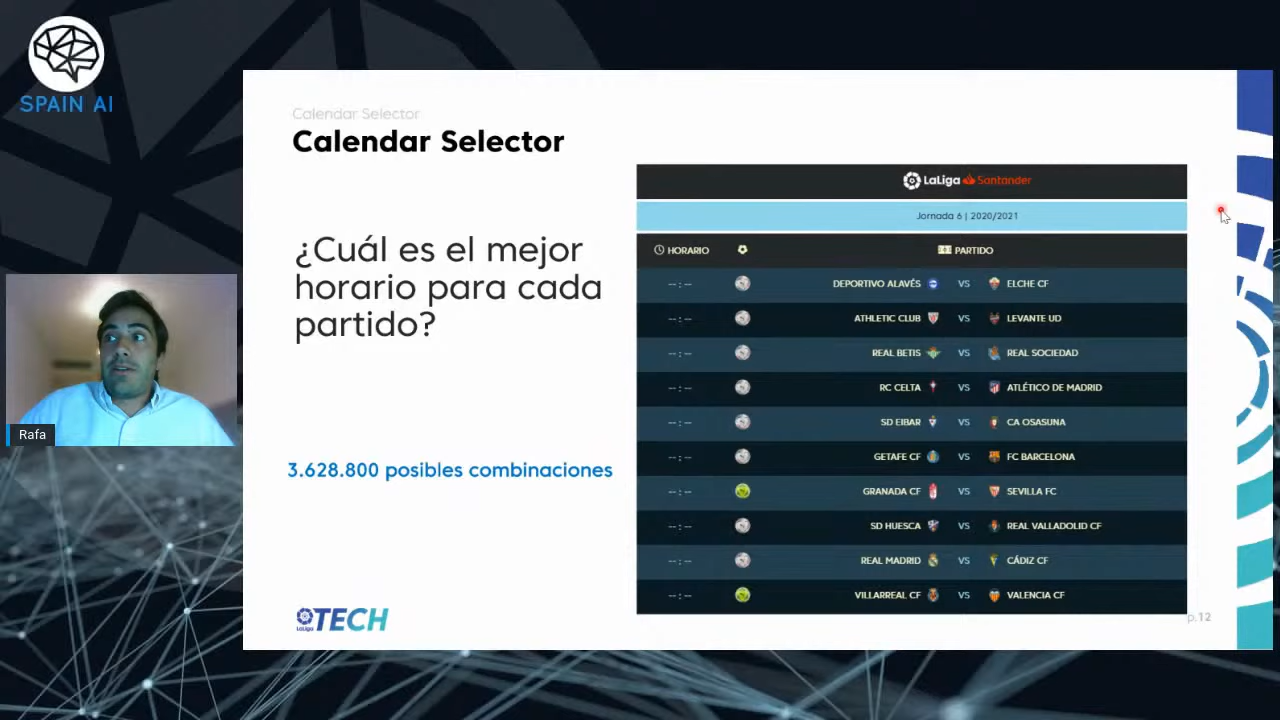 SPAIN AI
Calendar Selector
Calendar Selector
¿Cuál es el mejor
horario para cada
partido?
3.628.800 posibles combinaciones
LaLiga Santander
Jornada 6 | 2020/2021
HORARIO PARTIDO
-- : -- DEPORTIVO ALAVÉS VS ELCHE CF
-- : -- ATHLETIC CLUB VS LEVANTE UD
-- : -- REAL BETIS VS REAL SOCIEDAD
-- : -- RC CELTA VS ATLÉTICO DE MADRID
-- : -- SD EIBAR VS CA OSASUNA
-- : -- GETAFE CF VS FC BARCELONA
-- : -- GRANADA CF VS SEVILLA FC
-- : -- SD HUESCA VS REAL VALLADOLID CF
-- : -- REAL MADRID VS CÁDIZ CF
-- : -- VILLARREAL CF VS VALENCIA CF
Rafa
LaLiga TECH
p.12